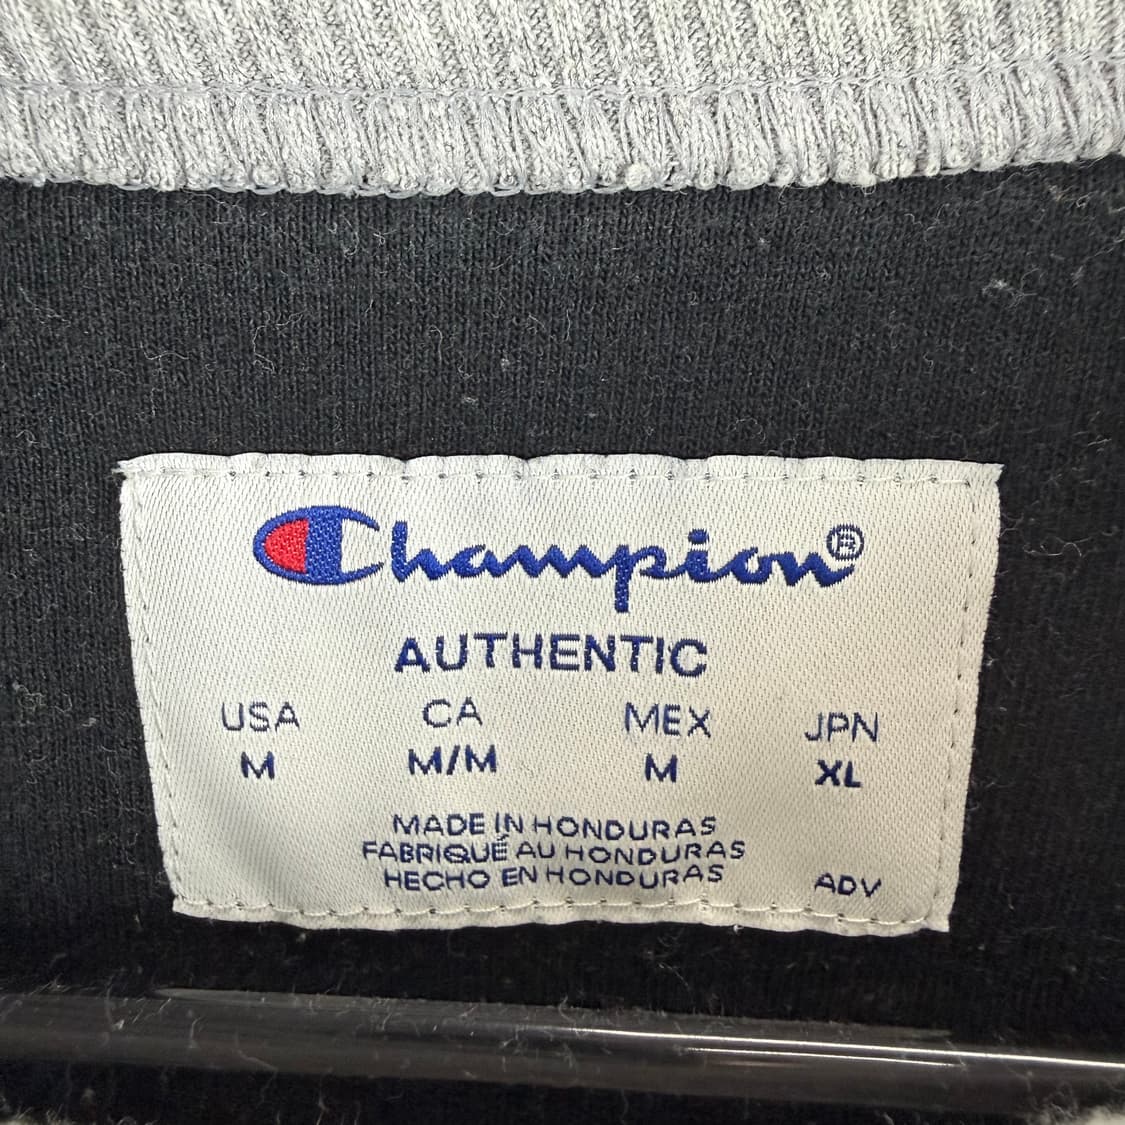 Champion®
AUTHENTIC
USA CA MEX JPN
M M/M M XL
MADE IN HONDURAS
FABRIQUÉ AU HONDURAS
HECHO EN HONDURAS ADV